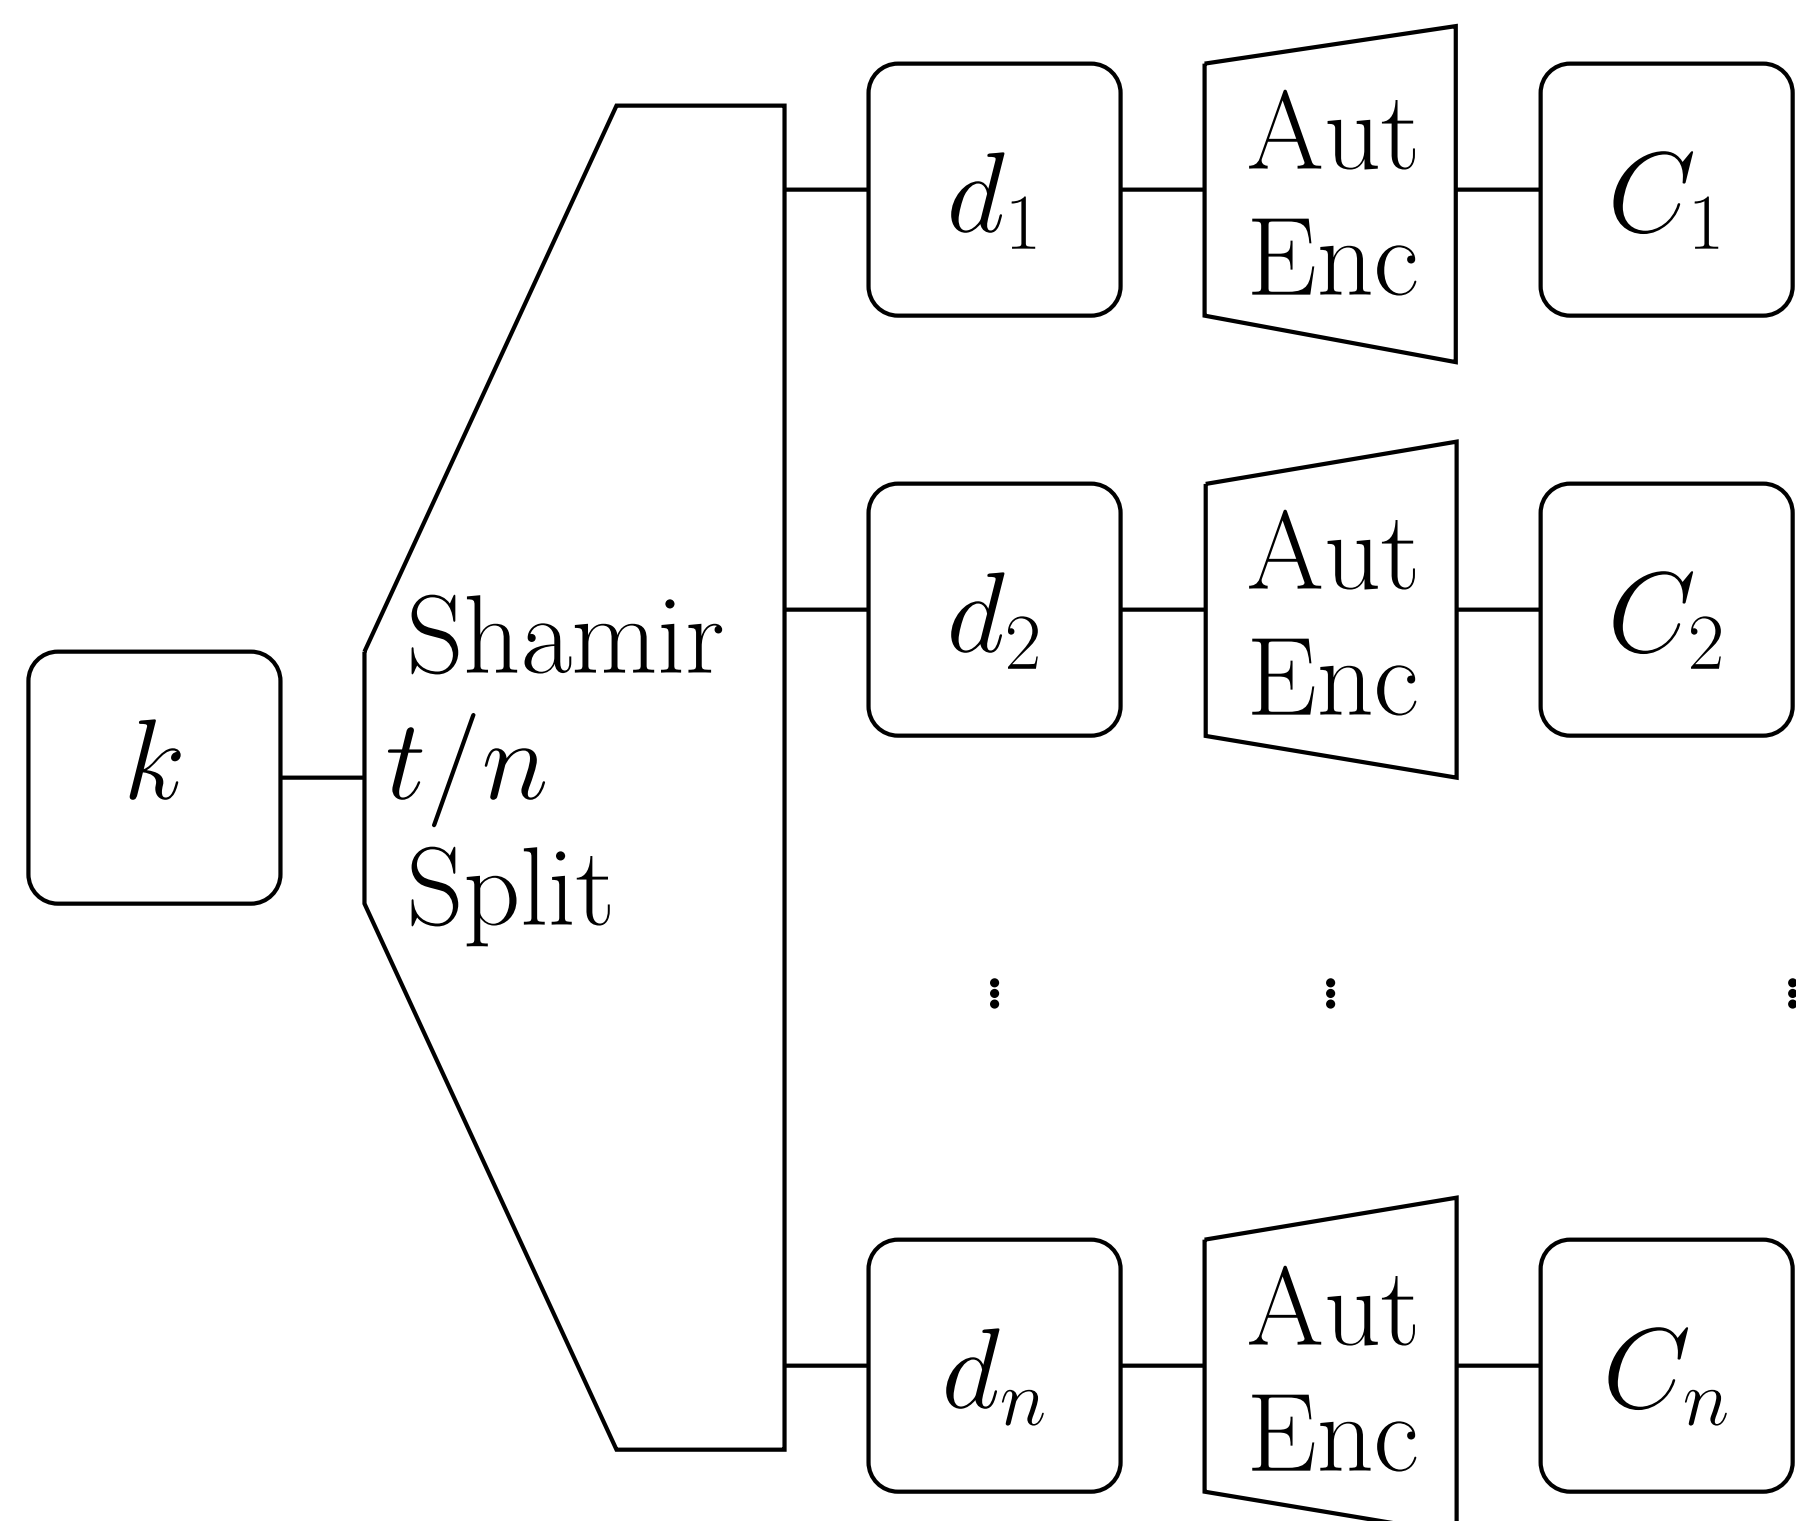 k
Shamir
t/n
Split
d₁
Aut
Enc
C₁
d₂
Aut
Enc
C₂
⋮ ⋮ ⋮
dₙ
Aut
Enc
Cₙ